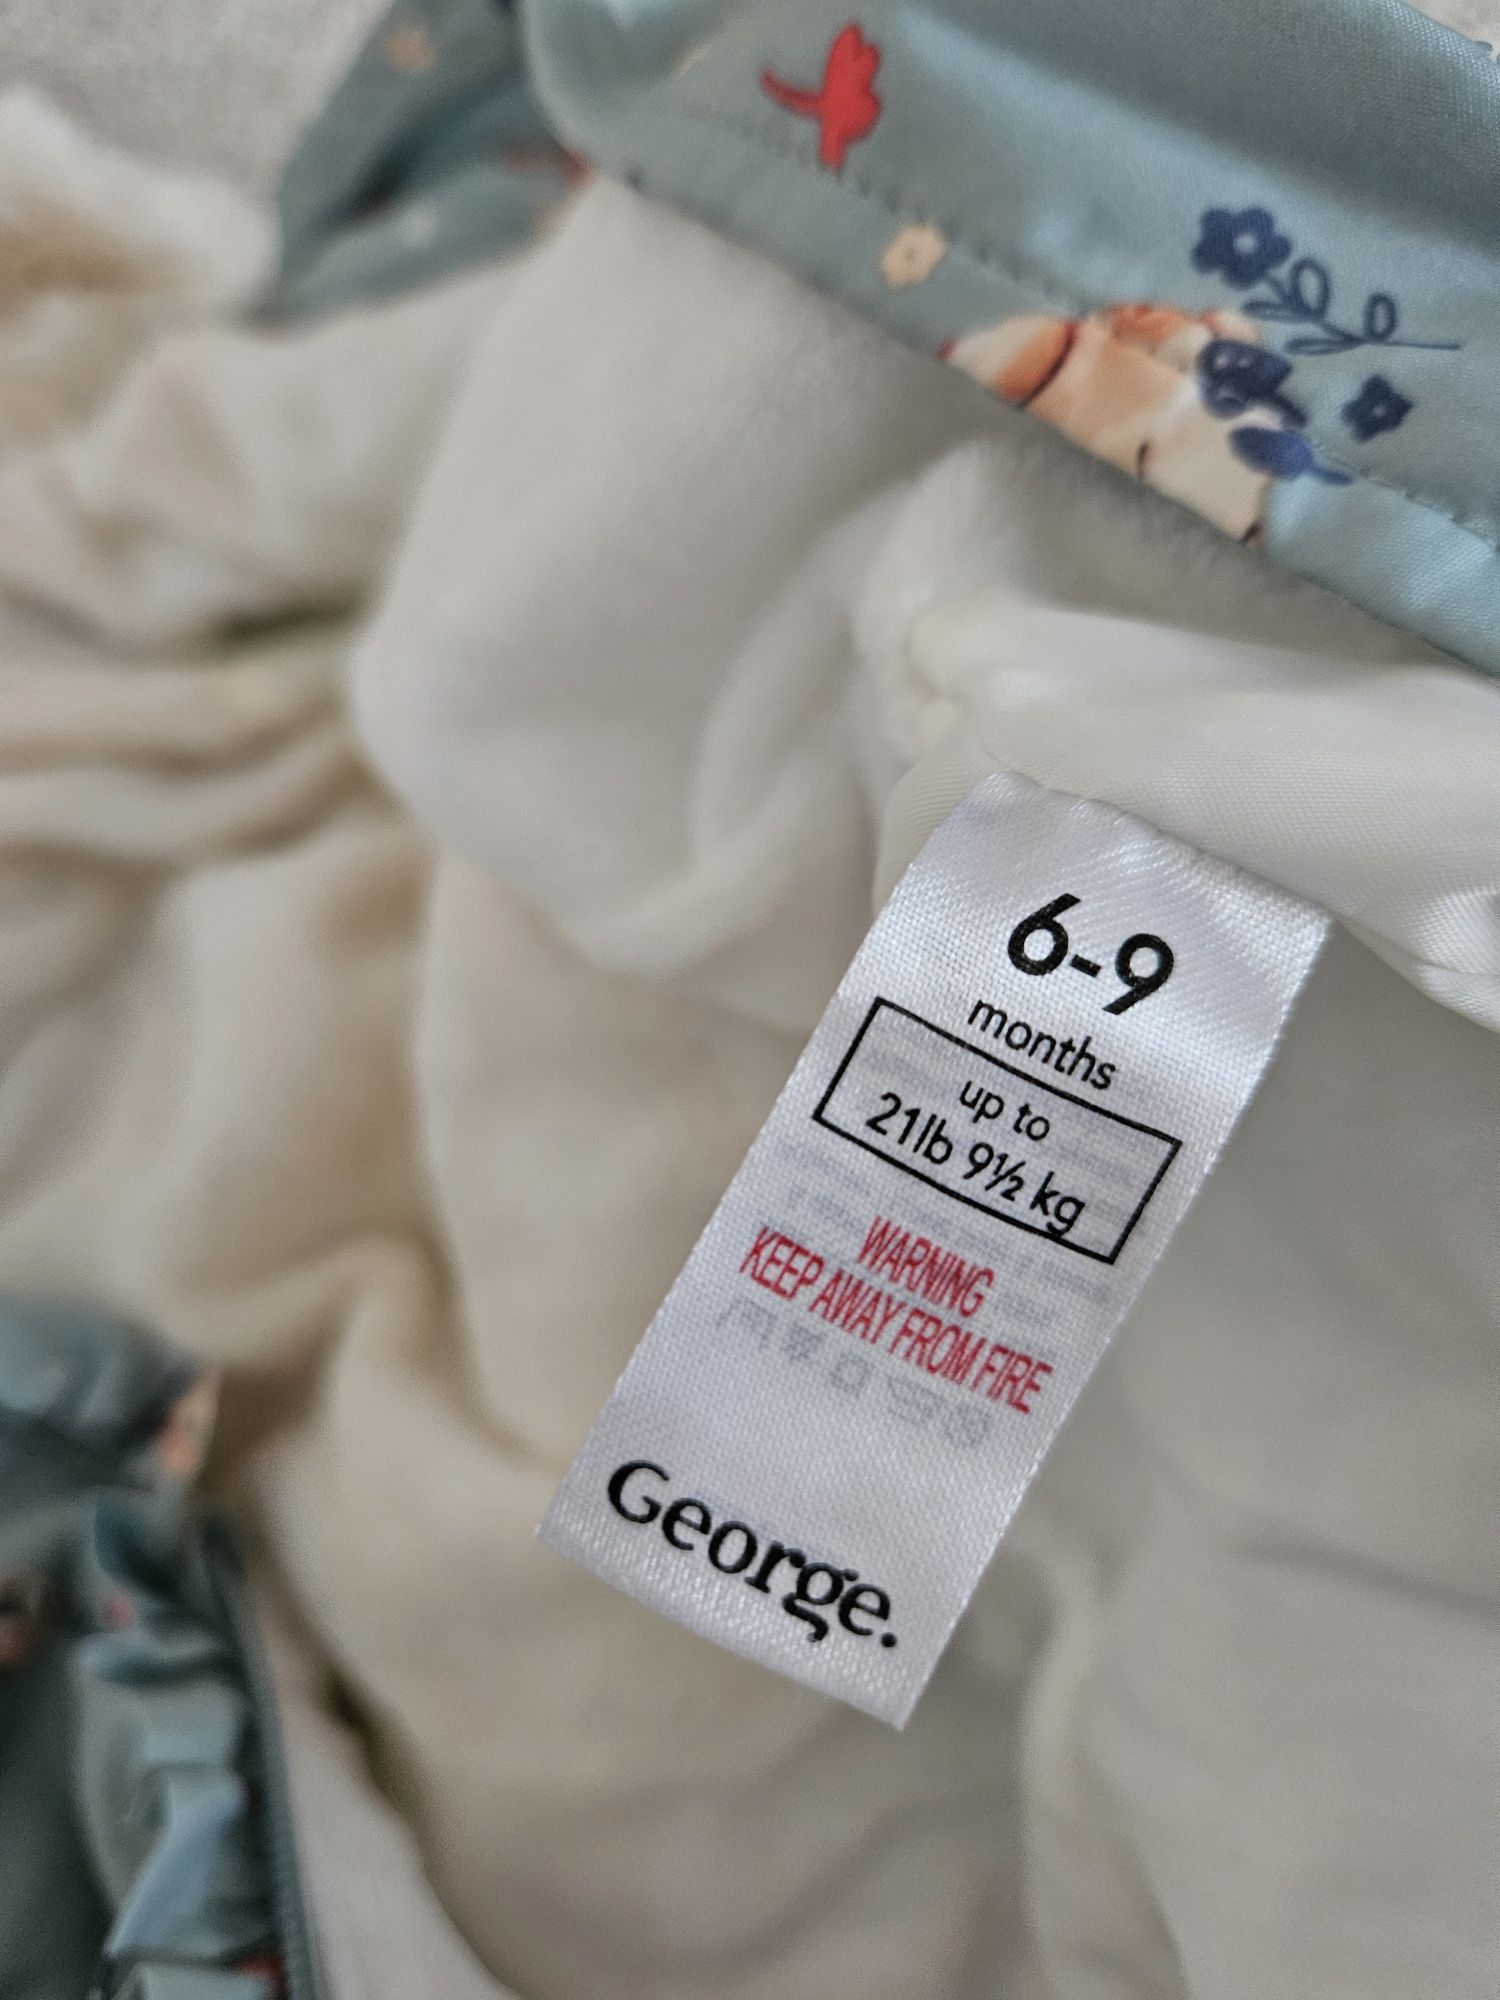 6-9
months
up to
21lb 9½ kg
WARNING
KEEP AWAY FROM FIRE
George.